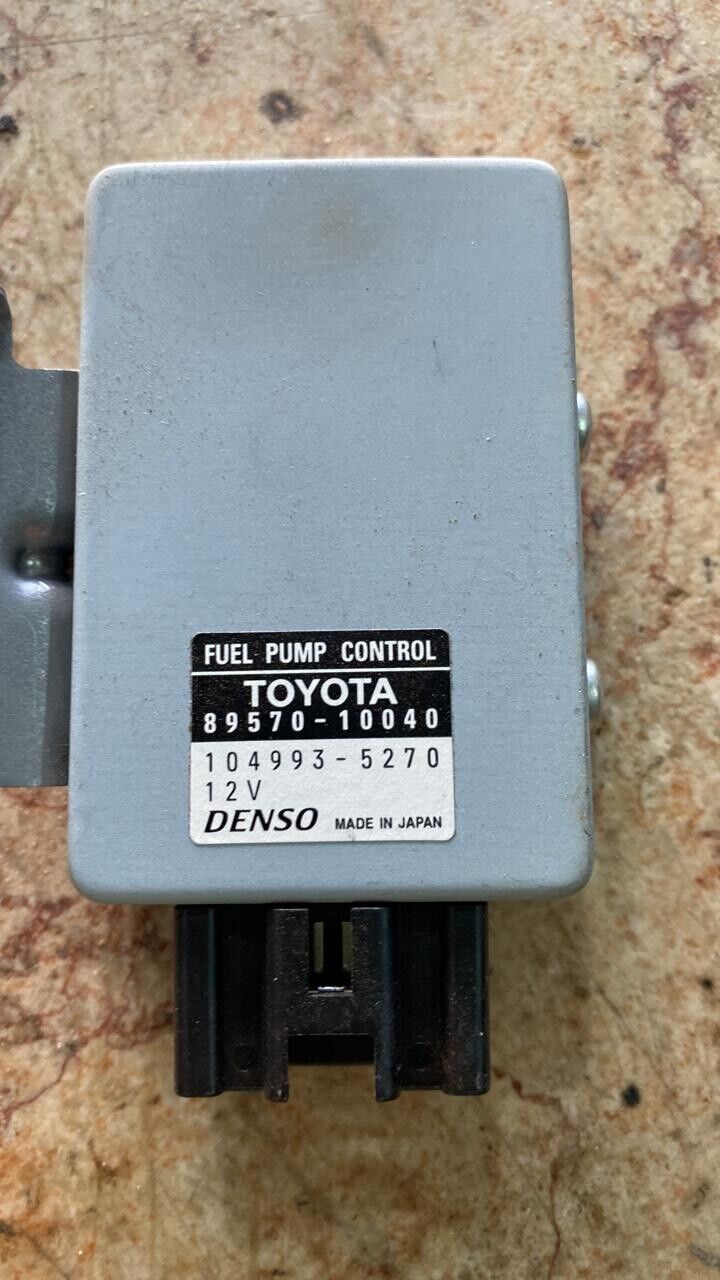 FUEL PUMP CONTROL
TOYOTA
89570-10040
104993-5270
12V
DENSO MADE IN JAPAN